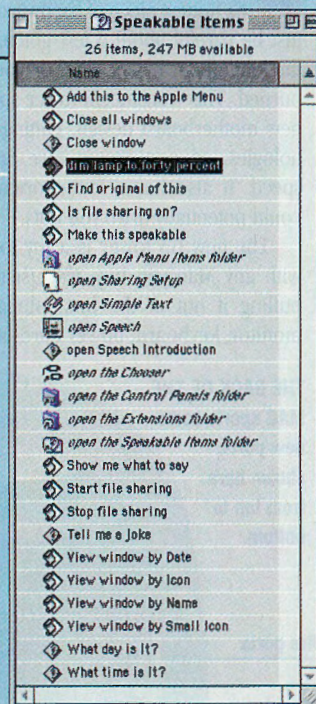 Speakable Items
26 items, 247 MB available
Name
Add this to the Apple Menu
Close all windows
Close window
dim lamp to forty percent
Find original of this
Is file sharing on?
Make this speakable
open Apple Menu Items folder
open Sharing Setup
open Simple Text
open Speech
open Speech Introduction
open the Chooser
open the Control Panels folder
open the Extensions folder
open the Speakable Items folder
Show me what to say
Start file sharing
Stop file sharing
Tell me a Joke
View window by Date
View window by Icon
View window by Name
View window by Small Icon
What day is It?
What time is It?